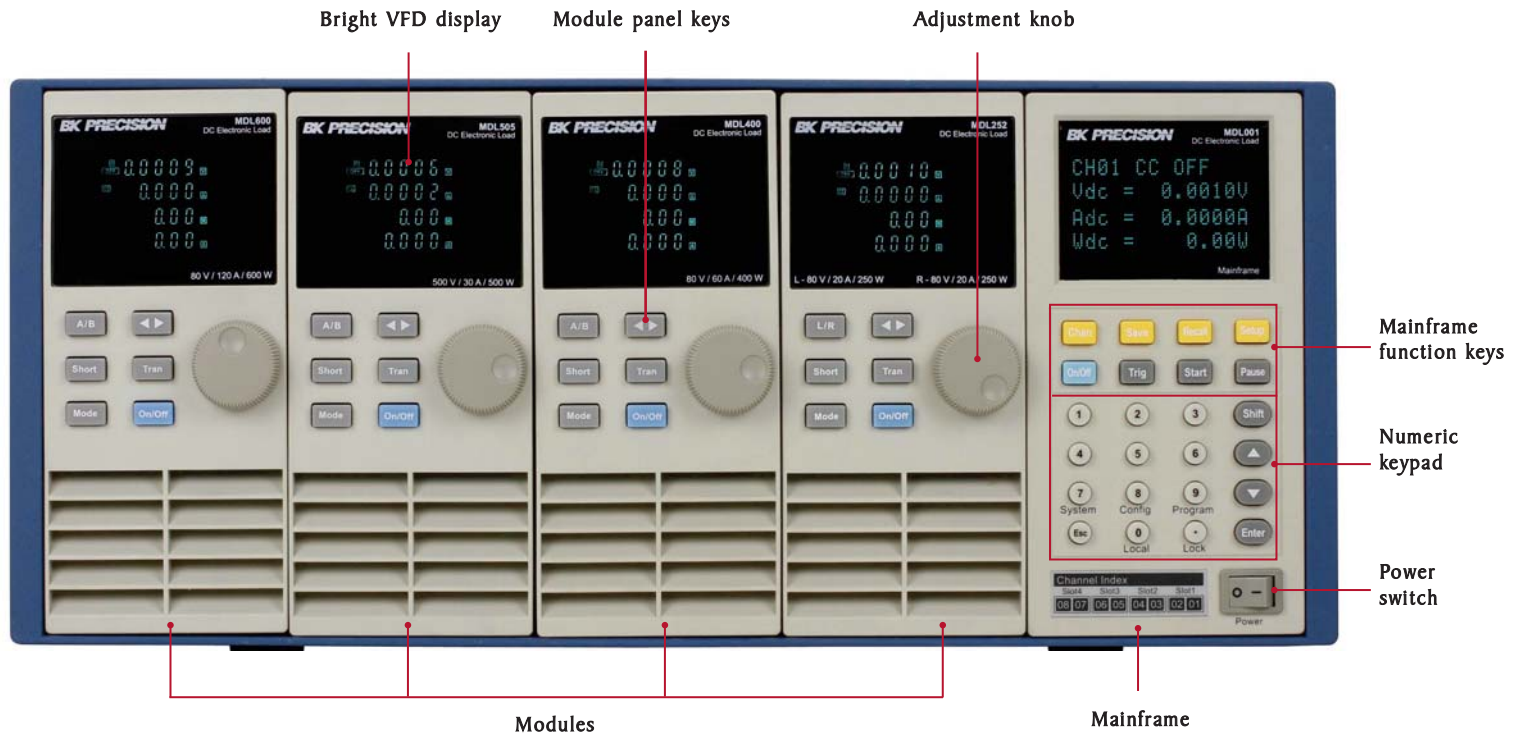 Bright VFD display
Module panel keys
Adjustment knob
BK PRECISION
MDL600
DC Electronic Load
0.00009
0.000
0.00
0.00
80 V / 120 A / 600 W
A/B
Short
Tran
Mode
On/Off
BK PRECISION
MDL505
DC Electronic Load
0.00006
0.0002
0.00
0.000
500 V / 30 A / 500 W
A/B
Short
Tran
Mode
On/Off
BK PRECISION
MDL400
DC Electronic Load
0.00008
0.000
0.00
0.000
80 V / 60 A / 400 W
A/B
Short
Tran
Mode
On/Off
BK PRECISION
MDL252
DC Electronic Load
0.00010
0.0000
0.00
0.000
L - 80 V / 20 A / 250 W
R - 80 V / 20 A / 250 W
L/R
Short
Tran
Mode
On/Off
BK PRECISION
MDL001
DC Electronic Load
CH01 CC OFF
Vdc = 0.0010V
Adc = 0.0000A
Wdc = 0.00W
Mainframe
Chan
Save
Recall
Setup
On/Off
Trig
Start
Pause
1
2
3
Shift
4
5
6
7
8
9
System
Config
Program
Esc
0
.
Enter
Local
Lock
Channel Index
Slot4
Slot3
Slot2
Slot1
08 07
06 05
04 03
02 01
Power
Mainframe
function keys
Numeric
keypad
Power
switch
Modules
Mainframe